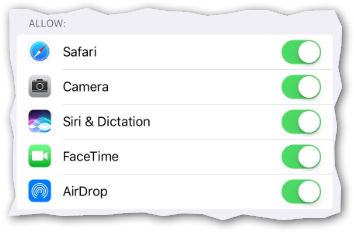 ALLOW:
Safari
Camera
Siri & Dictation
FaceTime
AirDrop